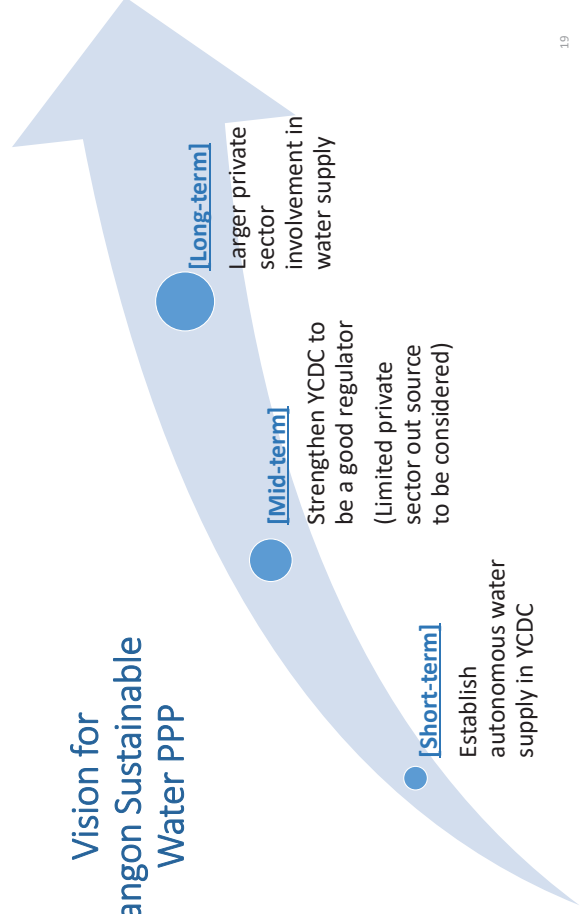 Vision for
angon Sustainable
Water PPP
[Short-term]
Establish
autonomous water
supply in YCDC
[Mid-term]
Strengthen YCDC to
be a good regulator
(Limited private
sector out source
to be considered)
[Long-term]
Larger private
sector
involvement in
water supply
19